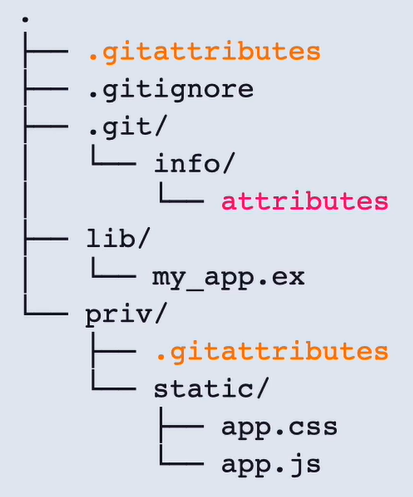 .
├── .gitattributes
├── .gitignore
├── .git/
│   └── info/
│       └── attributes
├── lib/
│   └── my_app.ex
└── priv/
    ├── .gitattributes
    └── static/
        ├── app.css
        └── app.js